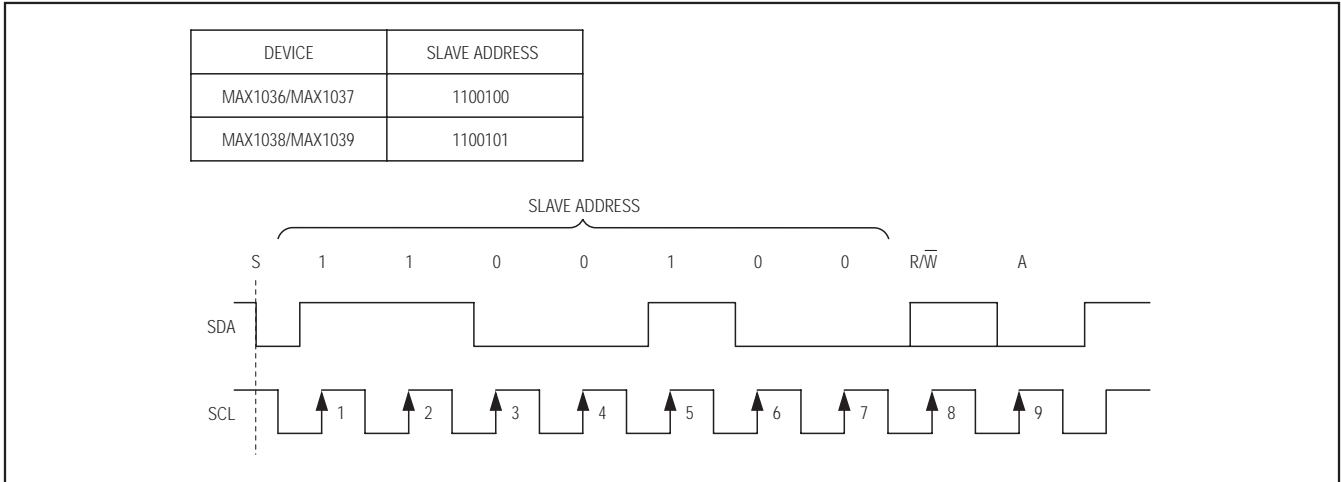 DEVICE SLAVE ADDRESS
MAX1036/MAX1037 1100100
MAX1038/MAX1039 1100101
SLAVE ADDRESS
S 1 1 0 0 1 0 0 R/W̅ A
SDA
SCL 1 2 3 4 5 6 7 8 9